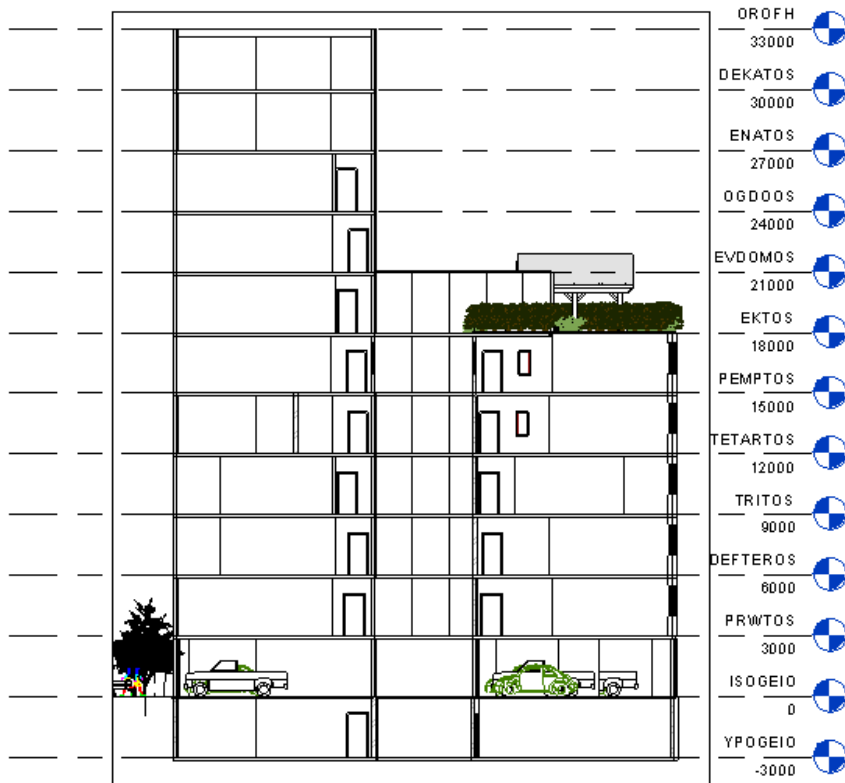 OROFH
33000
DEKATOS
30000
ENATOS
27000
OGDOOS
24000
EVDOMOS
21000
EKTOS
18000
PEMPTOS
15000
TETARTOS
12000
TRITOS
9000
DEFTEROS
6000
PRWTOS
3000
ISOGEIO
0
YPOGEIO
-3000